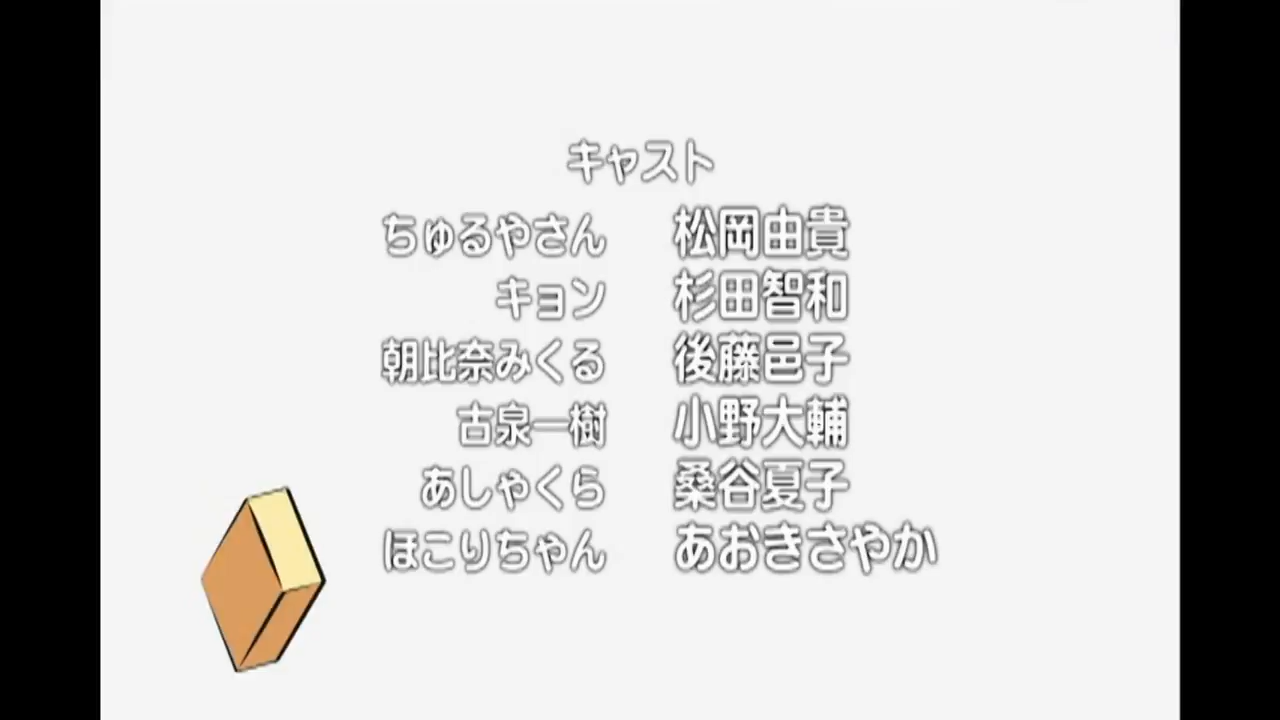 キャスト
ちゅるやさん 松岡由貴
キョン 杉田智和
朝比奈みくる 後藤邑子
古泉一樹 小野大輔
あしゃくら 桑谷夏子
ほこりちゃん あおきさやか